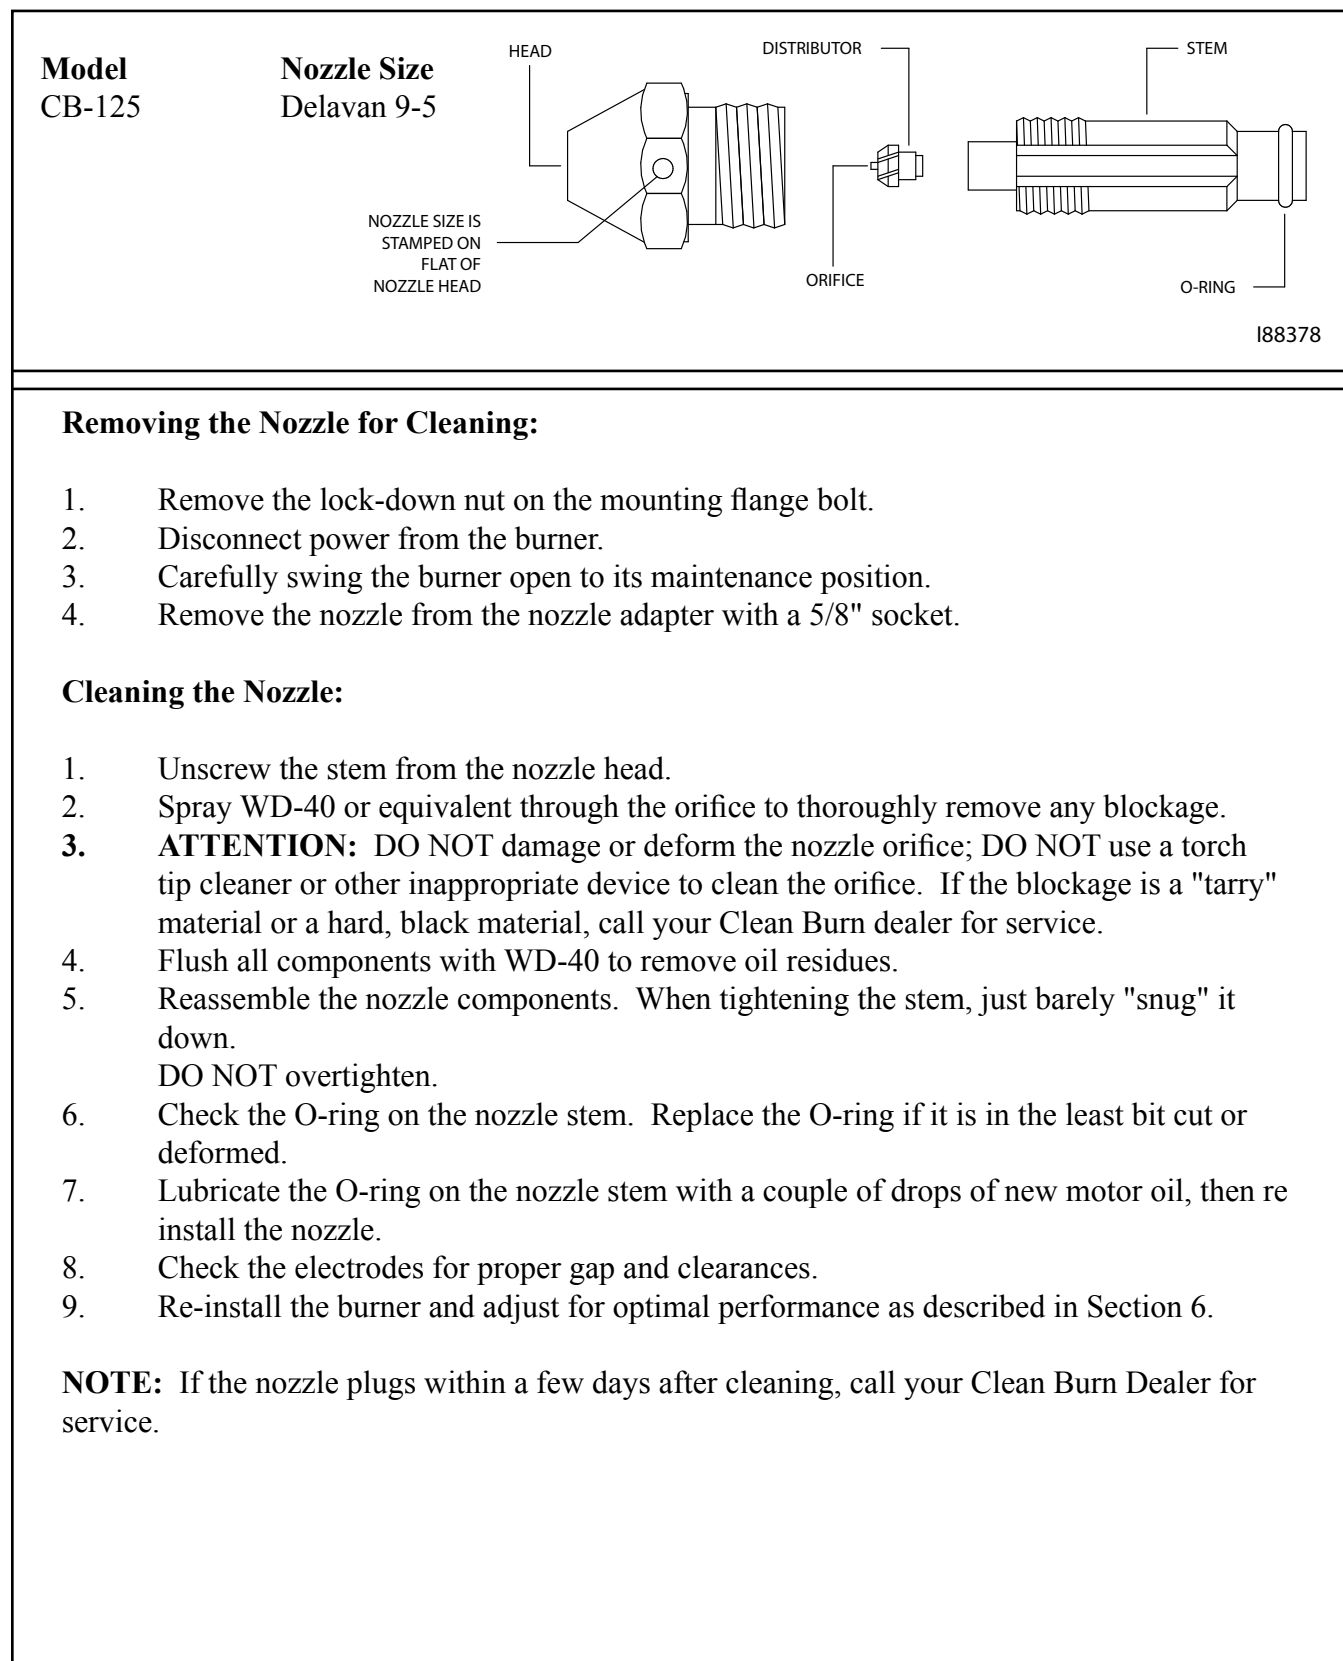 Model Nozzle Size
CB-125 Delavan 9-5
HEAD
DISTRIBUTOR
STEM
NOZZLE SIZE IS
STAMPED ON
FLAT OF
NOZZLE HEAD
ORIFICE
O-RING
I88378
Removing the Nozzle for Cleaning:
1. Remove the lock-down nut on the mounting flange bolt.
2. Disconnect power from the burner.
3. Carefully swing the burner open to its maintenance position.
4. Remove the nozzle from the nozzle adapter with a 5/8" socket.
Cleaning the Nozzle:
1. Unscrew the stem from the nozzle head.
2. Spray WD-40 or equivalent through the orifice to thoroughly remove any blockage.
3. ATTENTION: DO NOT damage or deform the nozzle orifice; DO NOT use a torch
tip cleaner or other inappropriate device to clean the orifice. If the blockage is a "tarry"
material or a hard, black material, call your Clean Burn dealer for service.
4. Flush all components with WD-40 to remove oil residues.
5. Reassemble the nozzle components. When tightening the stem, just barely "snug" it
down.
DO NOT overtighten.
6. Check the O-ring on the nozzle stem. Replace the O-ring if it is in the least bit cut or
deformed.
7. Lubricate the O-ring on the nozzle stem with a couple of drops of new motor oil, then re
install the nozzle.
8. Check the electrodes for proper gap and clearances.
9. Re-install the burner and adjust for optimal performance as described in Section 6.
NOTE: If the nozzle plugs within a few days after cleaning, call your Clean Burn Dealer for
service.